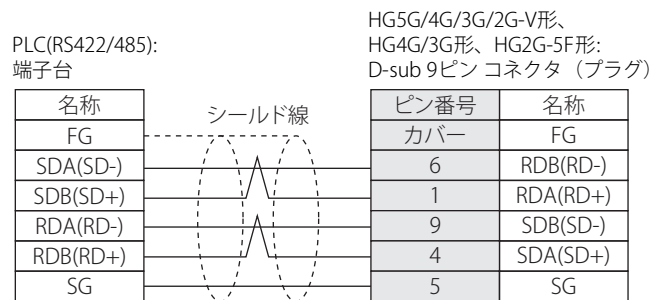 PLC(RS422/485):
端子台
HG5G/4G/3G/2G-V形、
HG4G/3G形、HG2G-5F形:
D-sub 9ピン コネクタ（プラグ）
名称
シールド線
ピン番号 名称
FG カバー FG
SDA(SD-) 6 RDB(RD-)
SDB(SD+) 1 RDA(RD+)
RDA(RD-) 9 SDB(SD-)
RDB(RD+) 4 SDA(SD+)
SG 5 SG